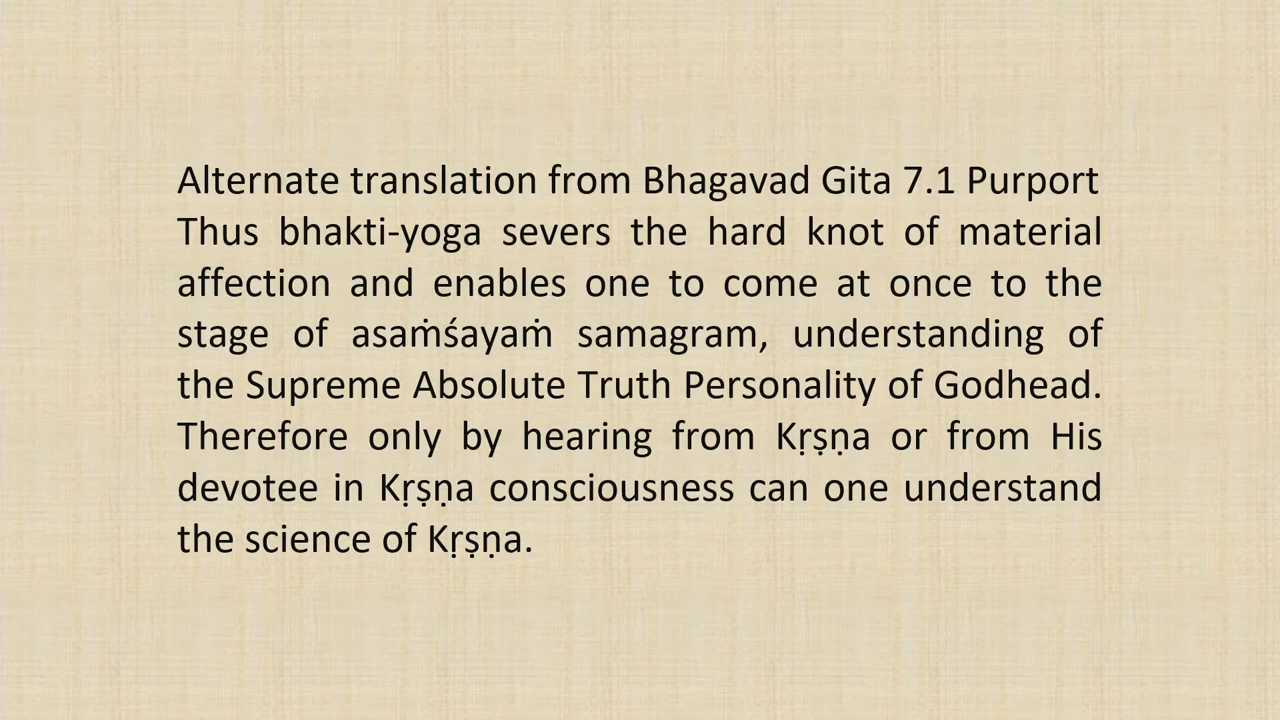 Alternate translation from Bhagavad Gita 7.1 Purport
Thus bhakti-yoga severs the hard knot of material
affection and enables one to come at once to the
stage of asaṁśayaṁ samagram, understanding of
the Supreme Absolute Truth Personality of Godhead.
Therefore only by hearing from Kṛṣṇa or from His
devotee in Kṛṣṇa consciousness can one understand
the science of Kṛṣṇa.